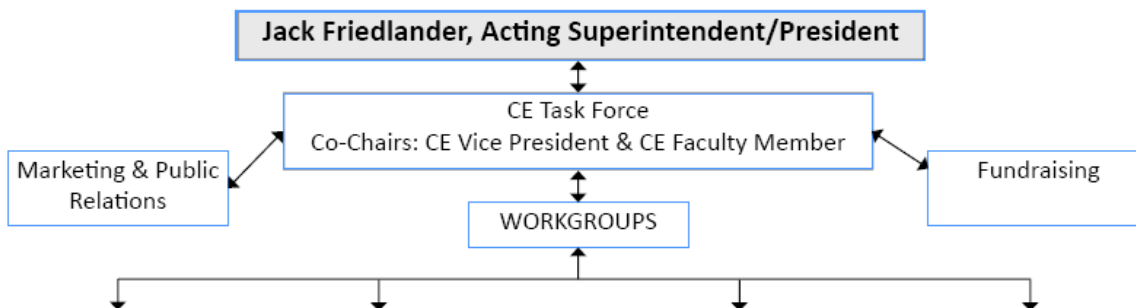 Jack Friedlander, Acting Superintendent/President
CE Task Force
Co-Chairs: CE Vice President & CE Faculty Member
Marketing & Public
Relations
Fundraising
WORKGROUPS